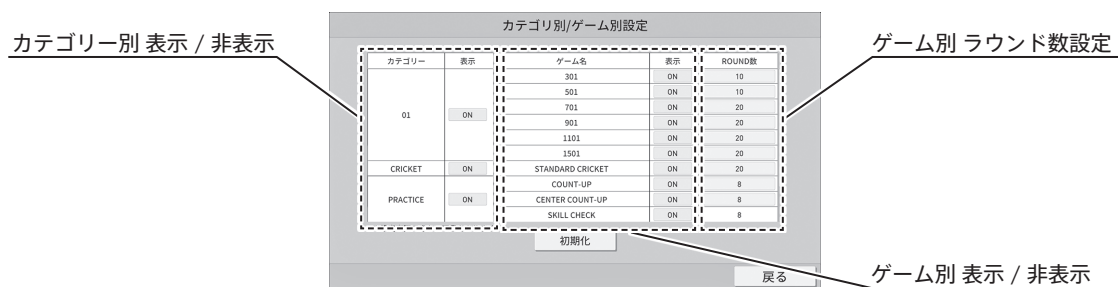 カテゴリ別/ゲーム別設定
カテゴリー別 表示 / 非表示
ゲーム別 ラウンド数設定
カテゴリー 表示 ゲーム名 表示 ROUND数
301 ON 10
501 ON 10
701 ON 20
01 ON
901 ON 20
1101 ON 20
1501 ON 20
CRICKET ON STANDARD CRICKET ON 20
COUNT-UP ON 8
PRACTICE ON CENTER COUNT-UP ON 8
SKILL CHECK ON 8
初期化
戻る
ゲーム別 表示 / 非表示